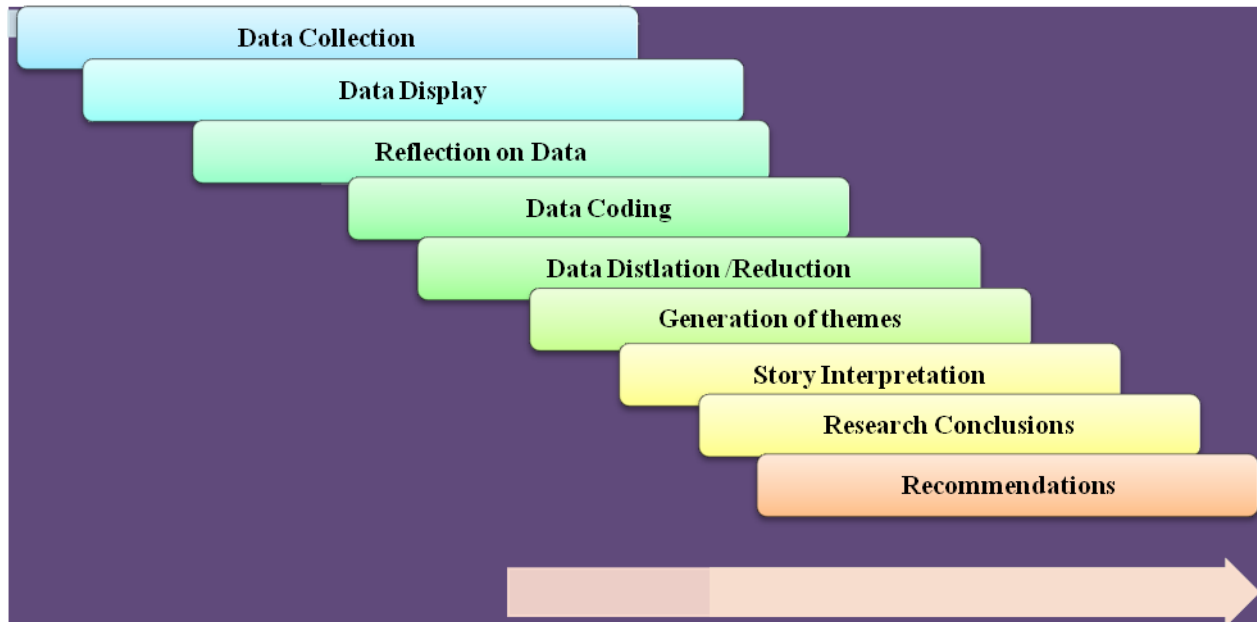 Data Collection
Data Display
Reflection on Data
Data Coding
Data Distlation /Reduction
Generation of themes
Story Interpretation
Research Conclusions
Recommendations